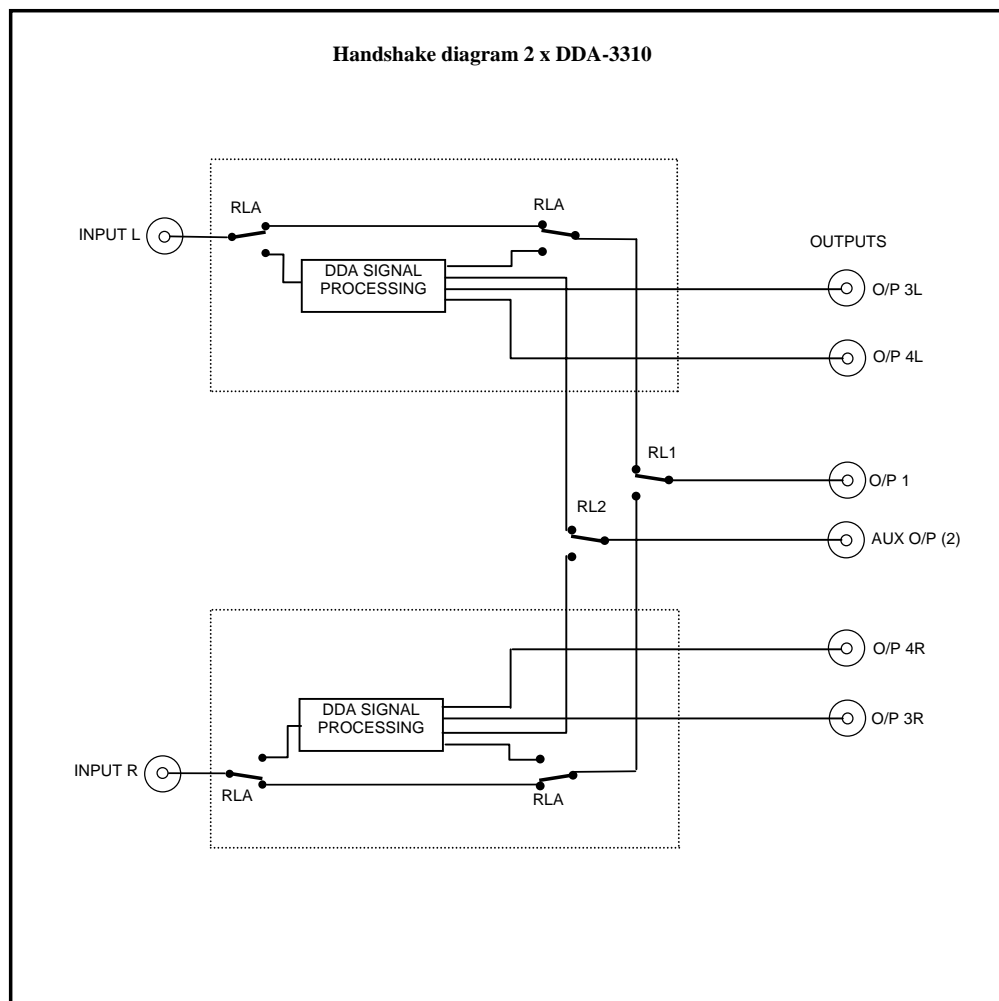 Handshake diagram 2 x DDA-3310
RLA
RLA
INPUT L
OUTPUTS
DDA SIGNAL
PROCESSING
O/P 3L
O/P 4L
RL1
O/P 1
RL2
AUX O/P (2)
O/P 4R
DDA SIGNAL
PROCESSING
O/P 3R
INPUT R
RLA
RLA